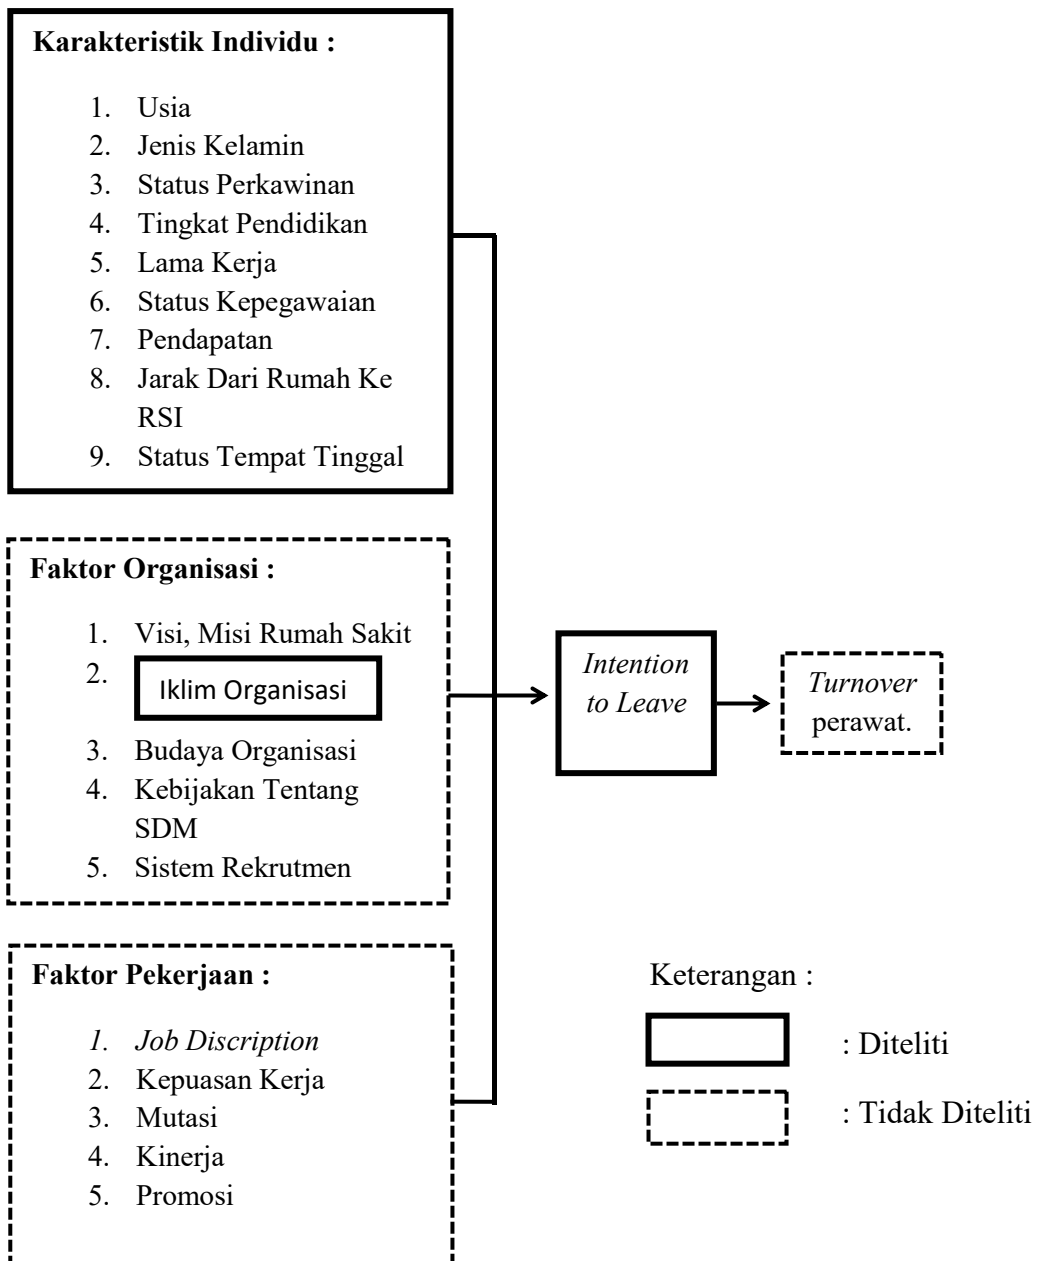 Karakteristik Individu :
1. Usia
2. Jenis Kelamin
3. Status Perkawinan
4. Tingkat Pendidikan
5. Lama Kerja
6. Status Kepegawaian
7. Pendapatan
8. Jarak Dari Rumah Ke
RSI
9. Status Tempat Tinggal
Faktor Organisasi :
1. Visi, Misi Rumah Sakit
2. Iklim Organisasi
3. Budaya Organisasi
4. Kebijakan Tentang
SDM
5. Sistem Rekrutmen
Intention
to Leave
Turnover
perawat.
Faktor Pekerjaan :
1. Job Discription
2. Kepuasan Kerja
3. Mutasi
4. Kinerja
5. Promosi
Keterangan :
: Diteliti
: Tidak Diteliti